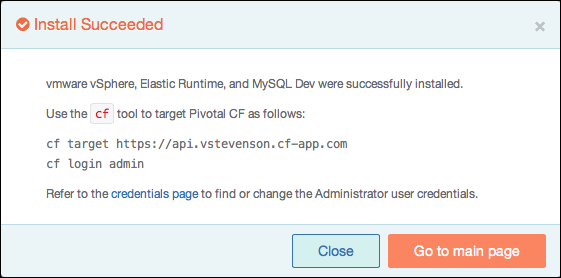 Install Succeeded
×
vmware vSphere, Elastic Runtime, and MySQL Dev were successfully installed.
Use the cf tool to target Pivotal CF as follows:
cf target https://api.vstevenson.cf-app.com
cf login admin
Refer to the credentials page to find or change the Administrator user credentials.
Close
Go to main page